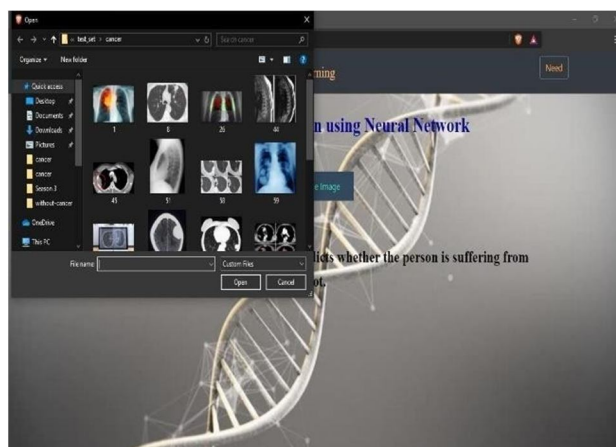 Open
test_set > cancer
Search cancer
Organize
New folder
Quick access
Desktop
Documents
Downloads
Pictures
cancer
cancer
Season 3
without-cancer
OneDrive
This PC
1
8
26
44
45
51
58
59
File name:
Custom Files
Open
Cancel
rning
Need
n using Neural Network
e Image
dicts whether the person is suffering from
ot.